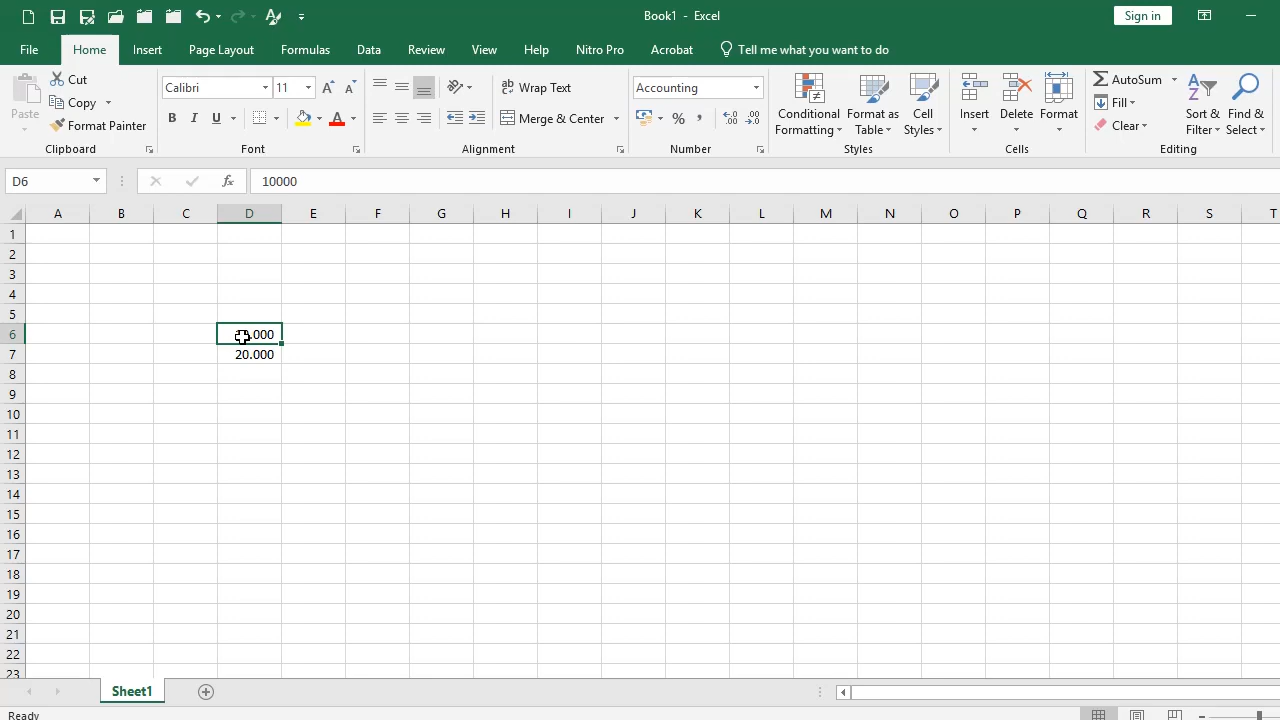 Book1 - Excel
Sign in
File Home Insert Page Layout Formulas Data Review View Help Nitro Pro Acrobat Tell me what you want to do
Paste
Cut
Copy
Format Painter
Clipboard
Calibri 11
B I U A
Font
Wrap Text
Merge & Center
Alignment
Accounting
%
Number
Conditional Formatting
Format as Table
Cell Styles
Styles
Insert Delete Format
Cells
AutoSum
Fill
Clear
Sort & Filter
Find & Select
Editing
D6 fx 10000
A B C D E F G H I J K L M N O P Q R S T
1
2
3
4
5
6 .000
7 20.000
8
9
10
11
12
13
14
15
16
17
18
19
20
21
22
23
Sheet1
Ready